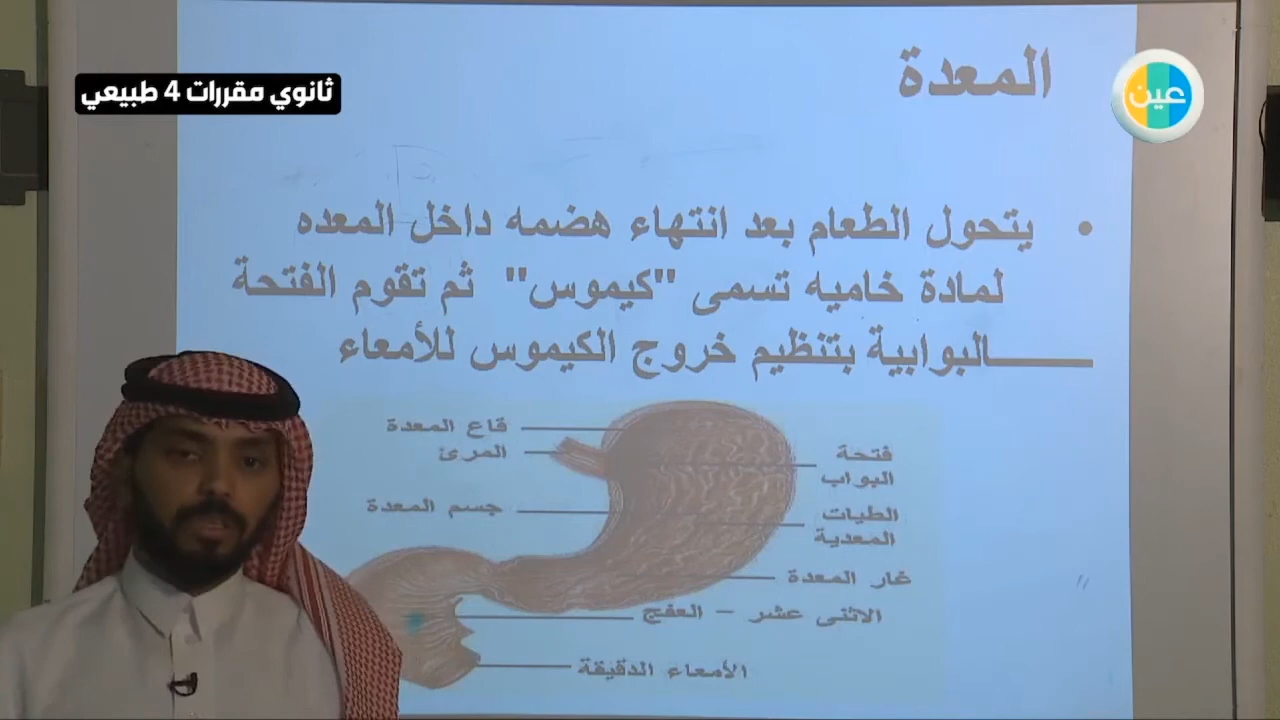 ثانوي مقررات 4 طبيعي
عين
المعدة
• يتحول الطعام بعد انتهاء هضمه داخل المعده
لمادة خاميه تسمى "كيموس" ثم تقوم الفتحة
البوابية بتنظيم خروج الكيموس للأمعاء
قاع المعدة
المرئ
فتحة
البواب
جسم المعدة
الطيات
المعدية
غار المعدة
الاثنى عشر – العفج
الأمعاء الدقيقة